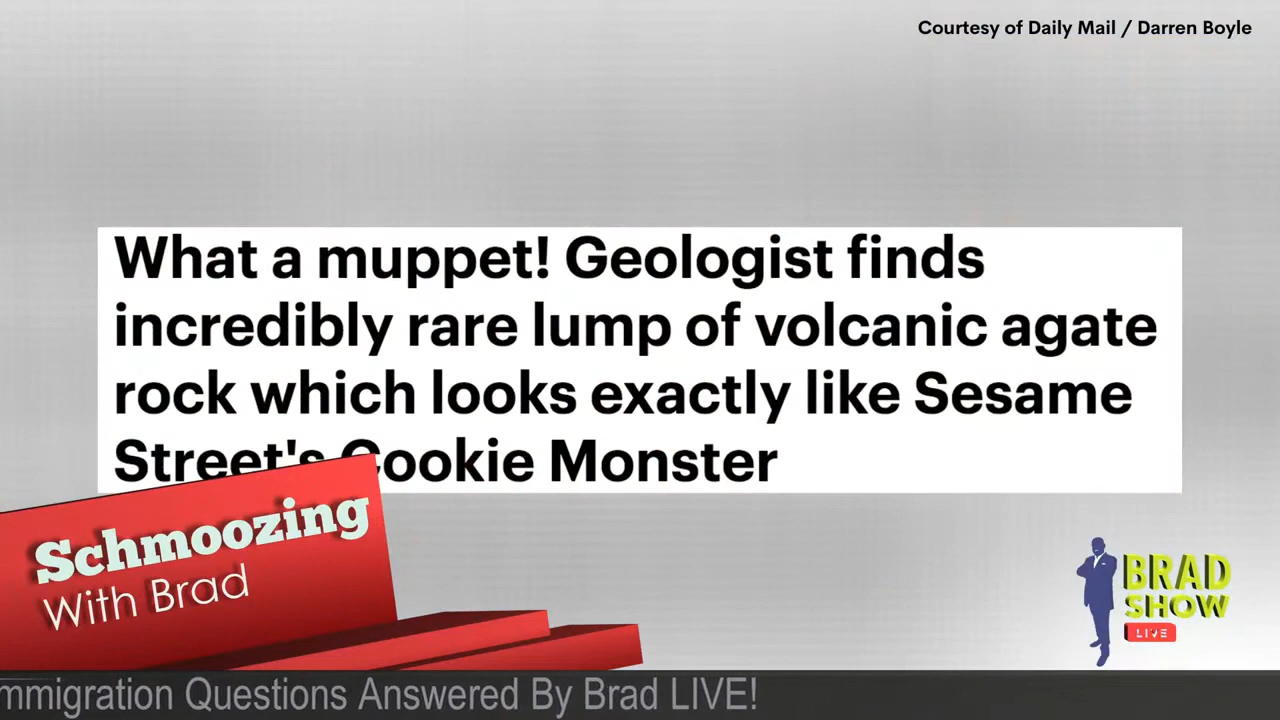 Courtesy of Daily Mail / Darren Boyle
What a muppet! Geologist finds
incredibly rare lump of volcanic agate
rock which looks exactly like Sesame
Street's Cookie Monster
Schmoozing
With Brad
BRAD
SHOW
LIVE
mmigration Questions Answered By Brad LIVE!